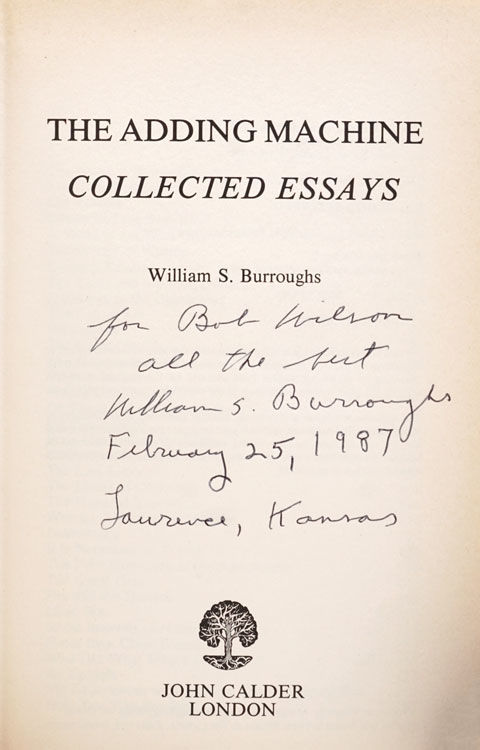 THE ADDING MACHINE
COLLECTED ESSAYS
William S. Burroughs
for Bob Wilson
all the best
William S. Burroughs
February 25, 1987
Lawrence, Kansas
JOHN CALDER
LONDON